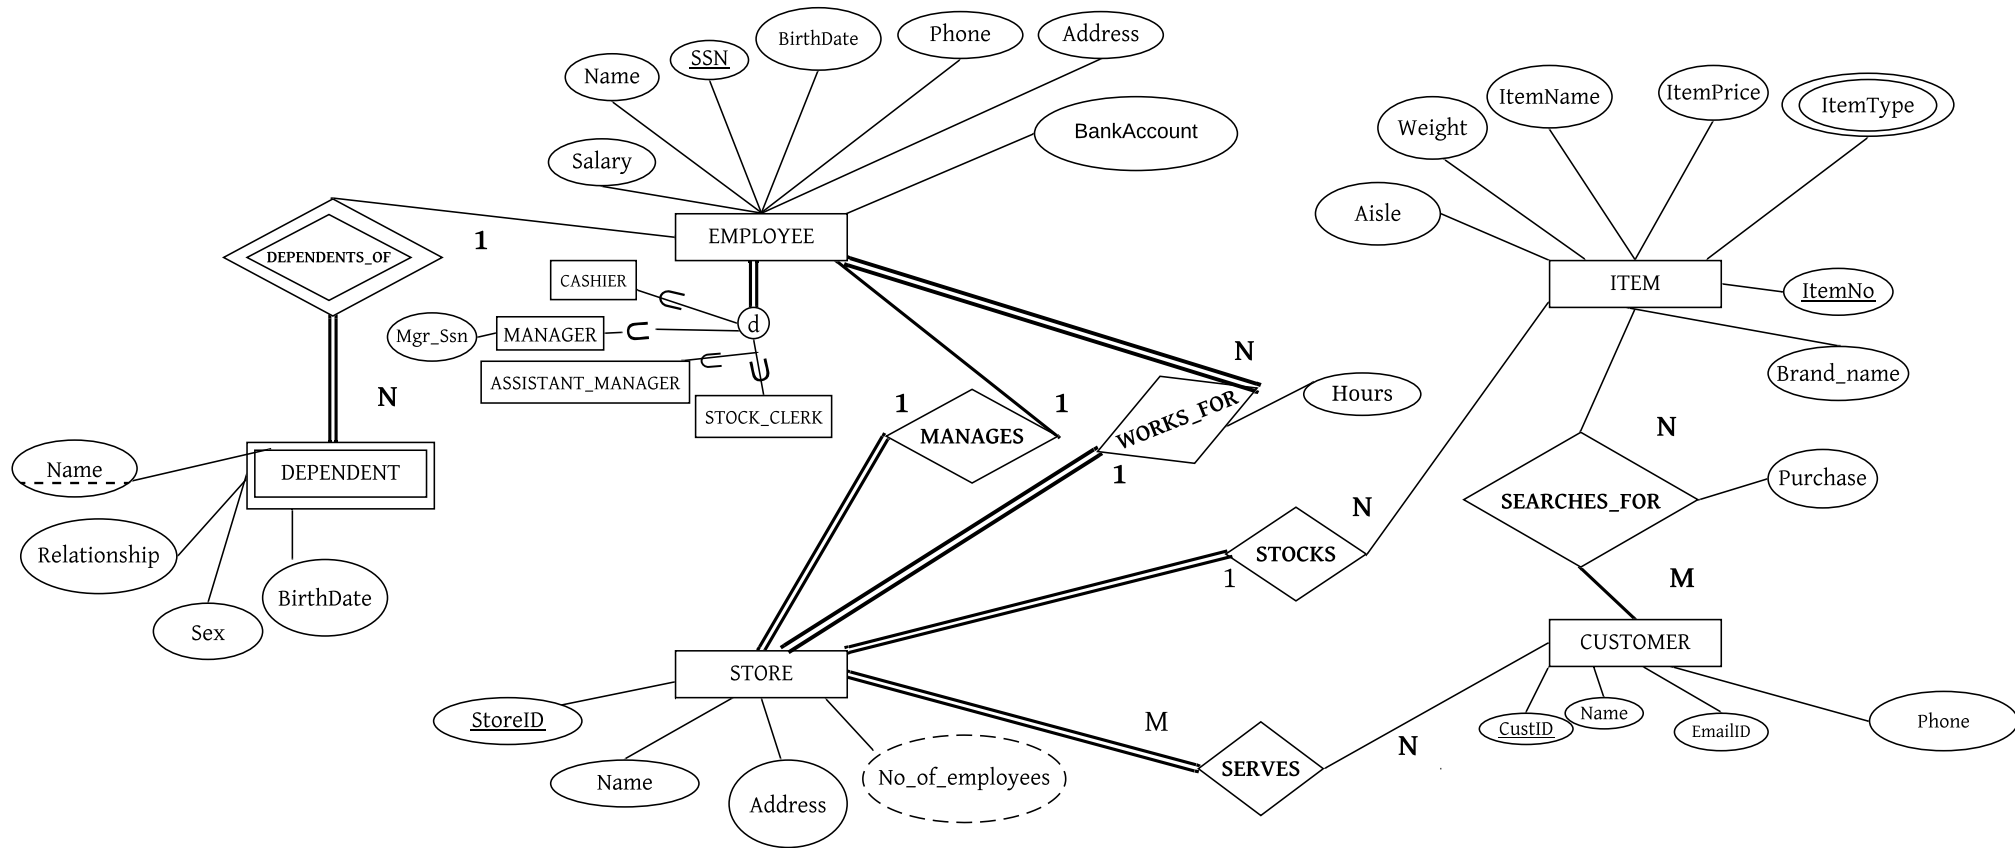 BirthDate
Phone
Address
SSN
Name
ItemName
ItemPrice
ItemType
Weight
BankAccount
Salary
Aisle
EMPLOYEE
1
DEPENDENTS_OF
ITEM
ItemNo
CASHIER
d
Mgr_Ssn
MANAGER
N
Brand_name
ASSISTANT_MANAGER
STOCK_CLERK
N
1
1
Hours
WORKS_FOR
MANAGES
N
Name
DEPENDENT
1
Purchase
SEARCHES_FOR
N
Relationship
STOCKS
1
M
BirthDate
Sex
CUSTOMER
STORE
StoreID
M
CustID
Name
EmailID
Phone
N
Name
Address
No_of_employees
SERVES